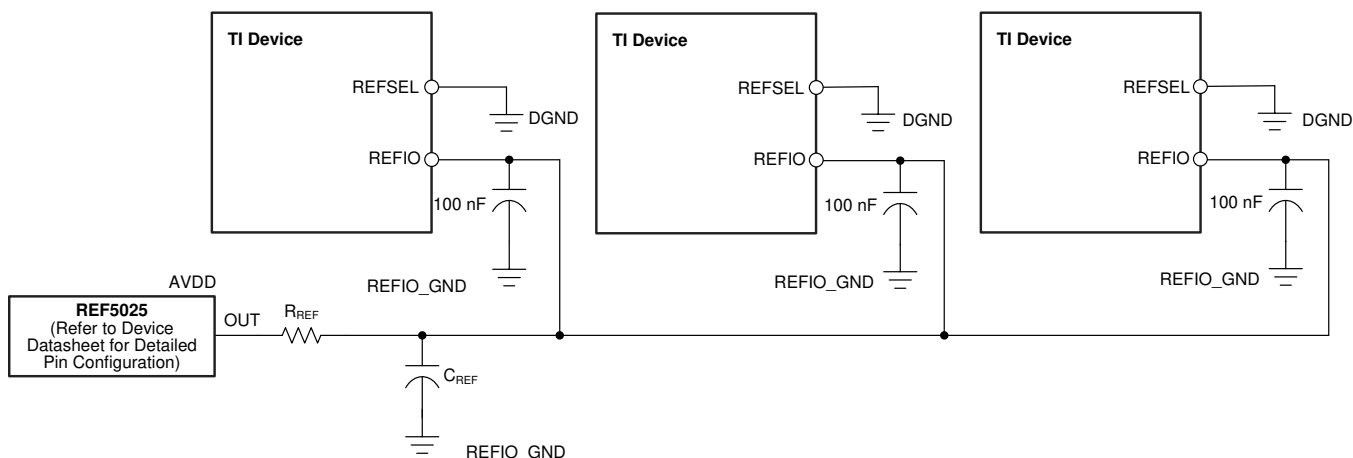 TI Device
TI Device
TI Device
REFSEL
REFSEL
REFSEL
DGND
DGND
DGND
REFIO
REFIO
REFIO
100 nF
100 nF
100 nF
REFIO_GND
REFIO_GND
REFIO_GND
AVDD
REF5025
(Refer to Device
Datasheet for Detailed
Pin Configuration)
OUT
RREF
CREF
REFIO_GND